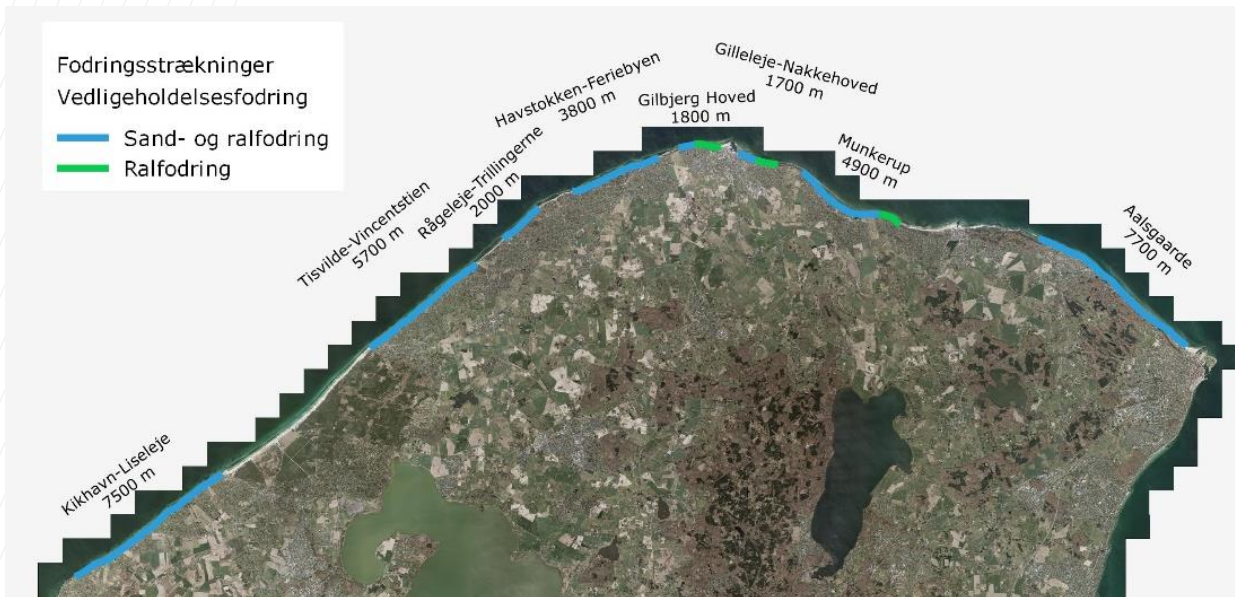 Fodringsstrækninger
Vedligeholdelsesfodring
Sand- og ralfodring
Ralfodring
Kikhavn-Liseleje
7500 m
Tisvilde-Vincentstien
5700 m
Rågeleje-Trillingerne
2000 m
Havstokken-Feriebyen
3800 m
Gilbjerg Hoved
1800 m
Gilleleje-Nakkehoved
1700 m
Munkerup
4900 m
Aalsgaarde
7700 m